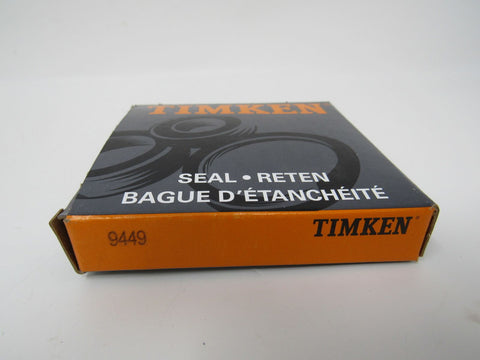 TIMKEN
SEAL • RETEN
BAGUE D'ÉTANCHÉITÉ
9449
TIMKEN®